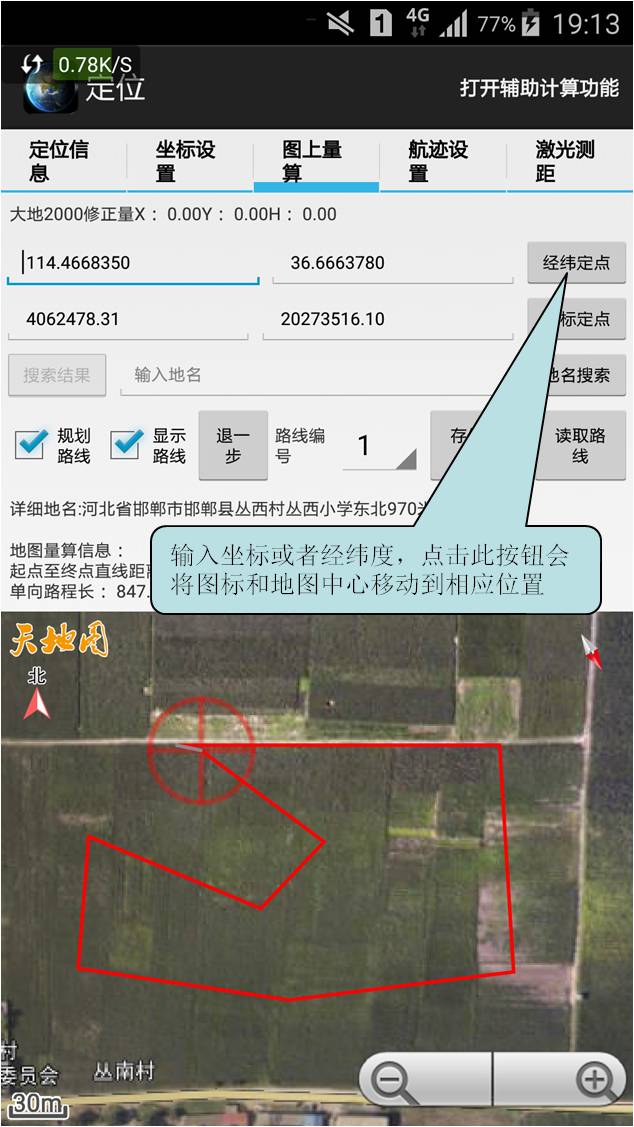 1
4G
77%
19:13
0.78K/S
定位
打开辅助计算功能
定位信
息
坐标设
置
图上量
算
航迹设
置
激光测
距
大地2000修正量X： 0.00Y： 0.00H： 0.00
114.4668350
36.6663780
经纬定点
4062478.31
20273516.10
标定点
搜索结果
输入地名
地名搜索
规划
路线
显示
路线
退一
步
路线编
号
1
存
读取路
线
详细地名:河北省邯郸市邯郸县丛西村丛西小学东北970米
地图量算信息：
起点至终点直线距
单向路程长： 847.
输入坐标或者经纬度，点击此按钮会
将图标和地图中心移动到相应位置
天地图
北
村
委员会
丛南村
30m